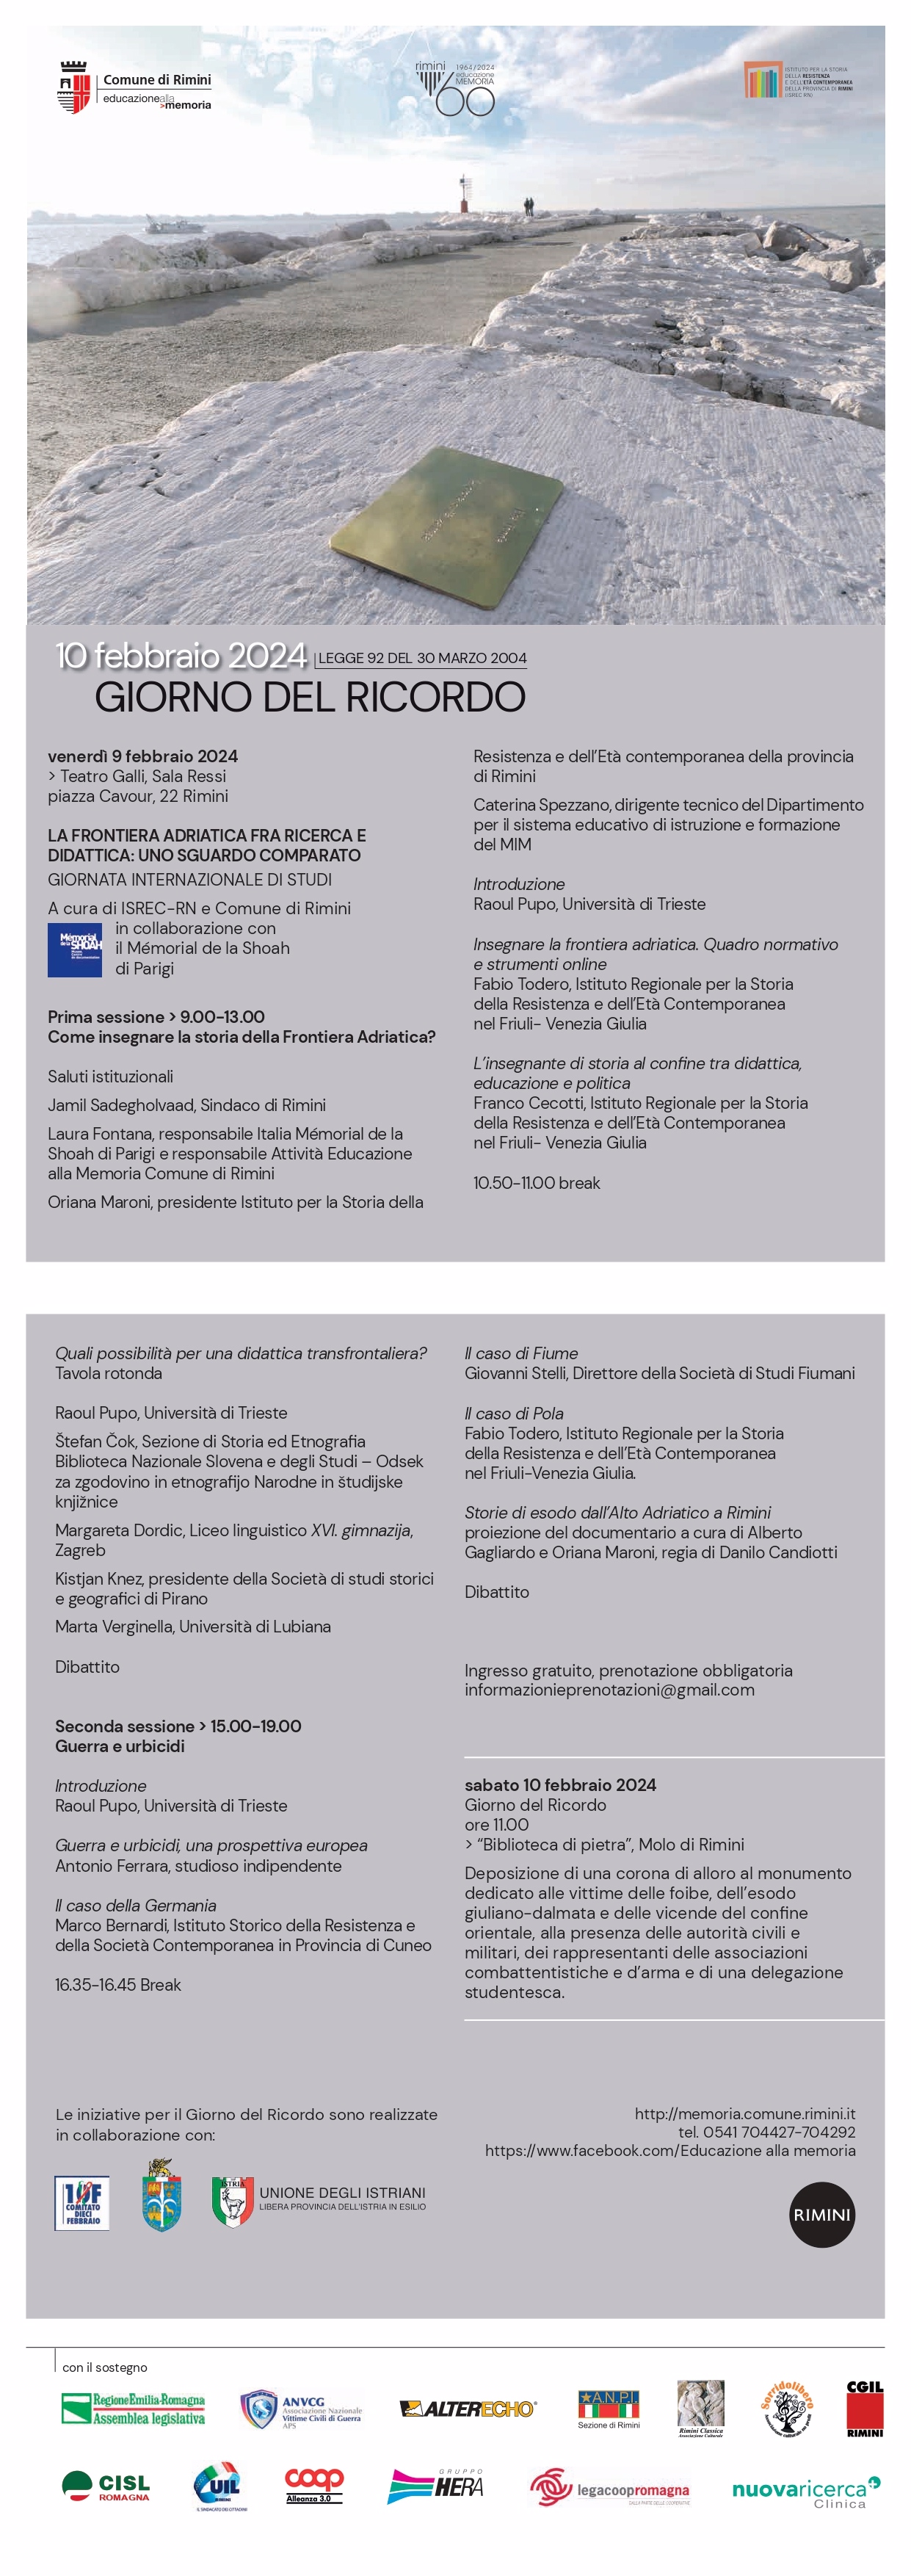 Comune di Rimini
educazionealla
>memoria
rimini 1964/2024
educazione
MEMORIA
60
ISTITUTO PER LA STORIA
DELLA RESISTENZA
E DELL'ETÀ CONTEMPORANEA
DELLA PROVINCIA DI RIMINI
(ISREC RN)
10 febbraio 2024 LEGGE 92 DEL 30 MARZO 2004
GIORNO DEL RICORDO
venerdì 9 febbraio 2024
> Teatro Galli, Sala Ressi
piazza Cavour, 22 Rimini
LA FRONTIERA ADRIATICA FRA RICERCA E
DIDATTICA: UNO SGUARDO COMPARATO
GIORNATA INTERNAZIONALE DI STUDI
A cura di ISREC-RN e Comune di Rimini
in collaborazione con
il Mémorial de la Shoah
di Parigi
Mémorial
de la SHOAH
Prima sessione > 9.00-13.00
Come insegnare la storia della Frontiera Adriatica?
Saluti istituzionali
Jamil Sadegholvaad, Sindaco di Rimini
Laura Fontana, responsabile Italia Mémorial de la
Shoah di Parigi e responsabile Attività Educazione
alla Memoria Comune di Rimini
Oriana Maroni, presidente Istituto per la Storia della
Resistenza e dell'Età contemporanea della provincia
di Rimini
Caterina Spezzano, dirigente tecnico del Dipartimento
per il sistema educativo di istruzione e formazione
del MIM
Introduzione
Raoul Pupo, Università di Trieste
Insegnare la frontiera adriatica. Quadro normativo
e strumenti online
Fabio Todero, Istituto Regionale per la Storia
della Resistenza e dell'Età Contemporanea
nel Friuli- Venezia Giulia
L'insegnante di storia al confine tra didattica,
educazione e politica
Franco Cecotti, Istituto Regionale per la Storia
della Resistenza e dell'Età Contemporanea
nel Friuli- Venezia Giulia
10.50-11.00 break
Quali possibilità per una didattica transfrontaliera?
Tavola rotonda
Raoul Pupo, Università di Trieste
Štefan Čok, Sezione di Storia ed Etnografia
Biblioteca Nazionale Slovena e degli Studi – Odsek
za zgodovino in etnografijo Narodne in študijske
knjižnice
Margareta Dordic, Liceo linguistico XVI. gimnazija,
Zagreb
Kistjan Knez, presidente della Società di studi storici
e geografici di Pirano
Marta Verginella, Università di Lubiana
Dibattito
Seconda sessione > 15.00-19.00
Guerra e urbicidi
Introduzione
Raoul Pupo, Università di Trieste
Guerra e urbicidi, una prospettiva europea
Antonio Ferrara, studioso indipendente
Il caso della Germania
Marco Bernardi, Istituto Storico della Resistenza e
della Società Contemporanea in Provincia di Cuneo
16.35-16.45 Break
Il caso di Fiume
Giovanni Stelli, Direttore della Società di Studi Fiumani
Il caso di Pola
Fabio Todero, Istituto Regionale per la Storia
della Resistenza e dell'Età Contemporanea
nel Friuli-Venezia Giulia.
Storie di esodo dall'Alto Adriatico a Rimini
proiezione del documentario a cura di Alberto
Gagliardo e Oriana Maroni, regia di Danilo Candiotti
Dibattito
Ingresso gratuito, prenotazione obbligatoria
informazionieprenotazioni@gmail.com
sabato 10 febbraio 2024
Giorno del Ricordo
ore 11.00
> “Biblioteca di pietra”, Molo di Rimini
Deposizione di una corona di alloro al monumento
dedicato alle vittime delle foibe, dell'esodo
giuliano-dalmata e delle vicende del confine
orientale, alla presenza delle autorità civili e
militari, dei rappresentanti delle associazioni
combattentistiche e d'arma e di una delegazione
studentesca.
Le iniziative per il Giorno del Ricordo sono realizzate
in collaborazione con:
10F
COMITATO
DIECI
FEBBRAIO
ISTRIA
UNIONE DEGLI ISTRIANI
LIBERA PROVINCIA DELL'ISTRIA IN ESILIO
http://memoria.comune.rimini.it
tel. 0541 704427-704292
https://www.facebook.com/Educazione alla memoria
RIMINI
con il sostegno
RegioneEmilia-Romagna
Assemblea legislativa
ANVCG
Associazione Nazionale
Vittime Civili di Guerra
APS
ALTERECHO
A.N.P.I.
Sezione di Rimini
Rimini Classica
Associazione Culturale
Sorridolibero
CGIL
RIMINI
CISL
ROMAGNA
UIL
IL SINDACATO DEI CITTADINI
coop
Alleanza 3.0
GRUPPO
HERA
legacoopromagna
DALLA PARTE DELLE COOPERATIVE
nuovaricerca
Clinica